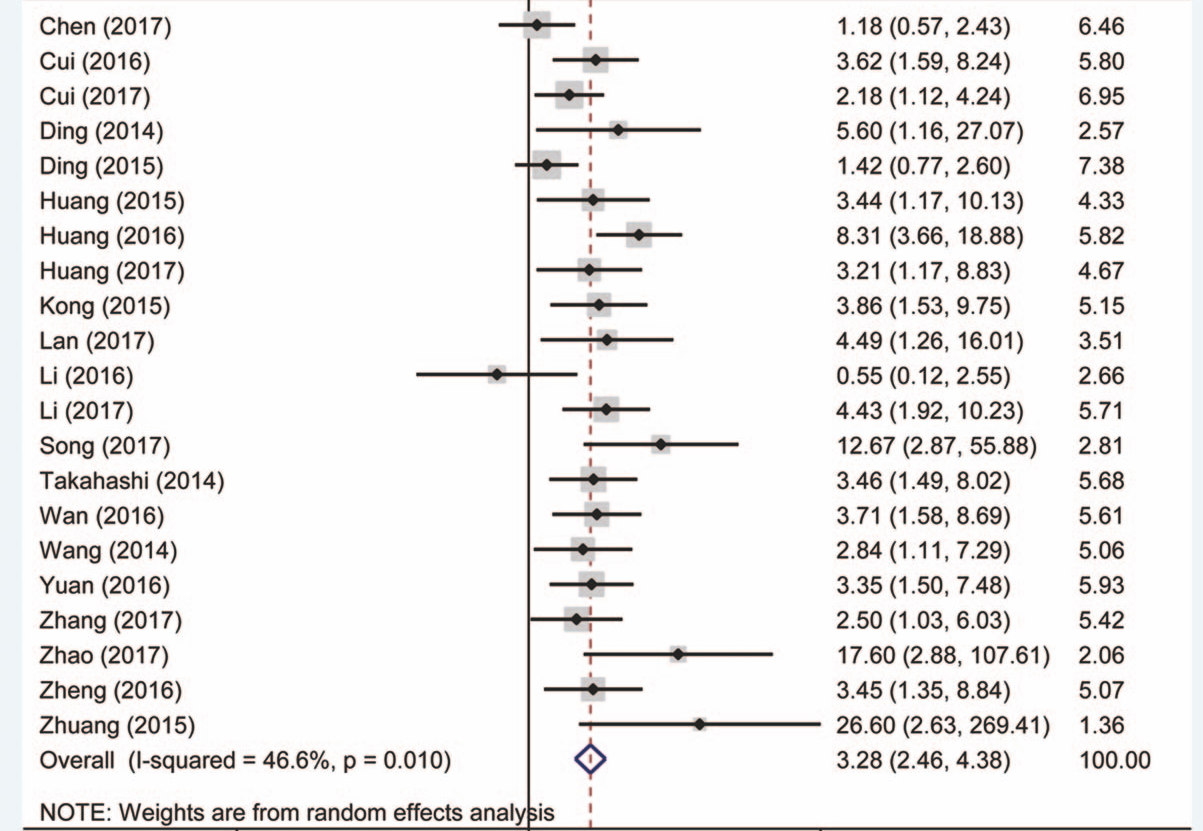 Chen (2017) 1.18 (0.57, 2.43) 6.46
Cui (2016) 3.62 (1.59, 8.24) 5.80
Cui (2017) 2.18 (1.12, 4.24) 6.95
Ding (2014) 5.60 (1.16, 27.07) 2.57
Ding (2015) 1.42 (0.77, 2.60) 7.38
Huang (2015) 3.44 (1.17, 10.13) 4.33
Huang (2016) 8.31 (3.66, 18.88) 5.82
Huang (2017) 3.21 (1.17, 8.83) 4.67
Kong (2015) 3.86 (1.53, 9.75) 5.15
Lan (2017) 4.49 (1.26, 16.01) 3.51
Li (2016) 0.55 (0.12, 2.55) 2.66
Li (2017) 4.43 (1.92, 10.23) 5.71
Song (2017) 12.67 (2.87, 55.88) 2.81
Takahashi (2014) 3.46 (1.49, 8.02) 5.68
Wan (2016) 3.71 (1.58, 8.69) 5.61
Wang (2014) 2.84 (1.11, 7.29) 5.06
Yuan (2016) 3.35 (1.50, 7.48) 5.93
Zhang (2017) 2.50 (1.03, 6.03) 5.42
Zhao (2017) 17.60 (2.88, 107.61) 2.06
Zheng (2016) 3.45 (1.35, 8.84) 5.07
Zhuang (2015) 26.60 (2.63, 269.41) 1.36
Overall (I-squared = 46.6%, p = 0.010) 3.28 (2.46, 4.38) 100.00
NOTE: Weights are from random effects analysis